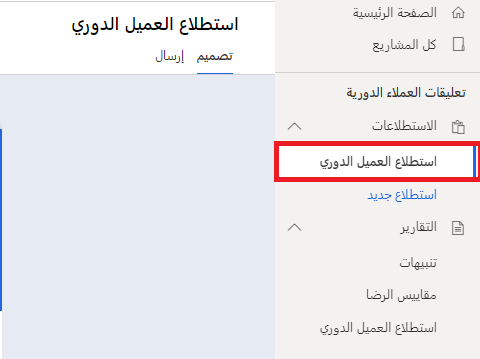 الصفحة الرئيسية
كل المشاريع
تعليقات العملاء الدورية
الاستطلاعات
استطلاع العميل الدوري
استطلاع جديد
التقارير
تنبيهات
مقاييس الرضا
استطلاع العميل الدوري
استطلاع العميل الدوري
تصميم إرسال